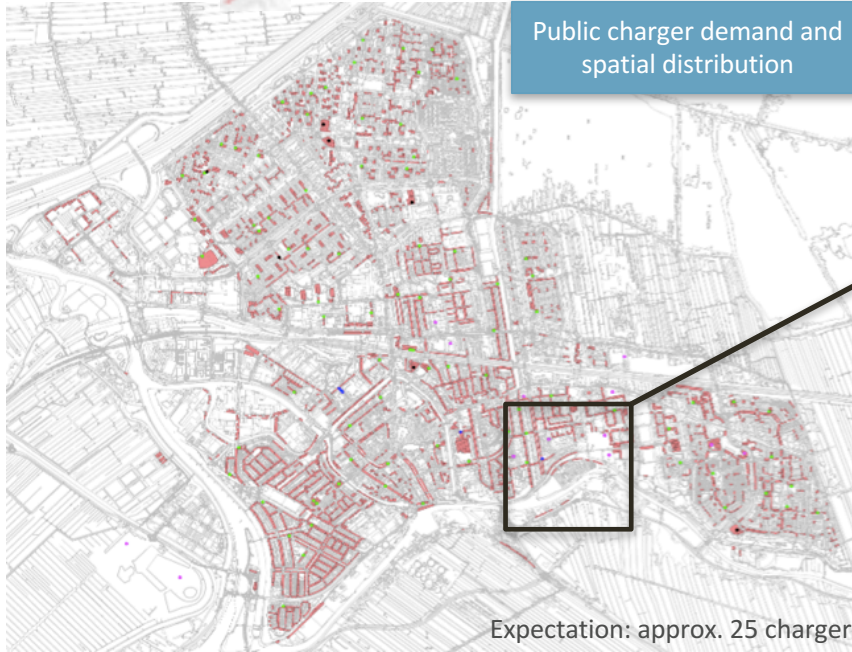 Public charger demand and
spatial distribution
Expectation: approx. 25 charger